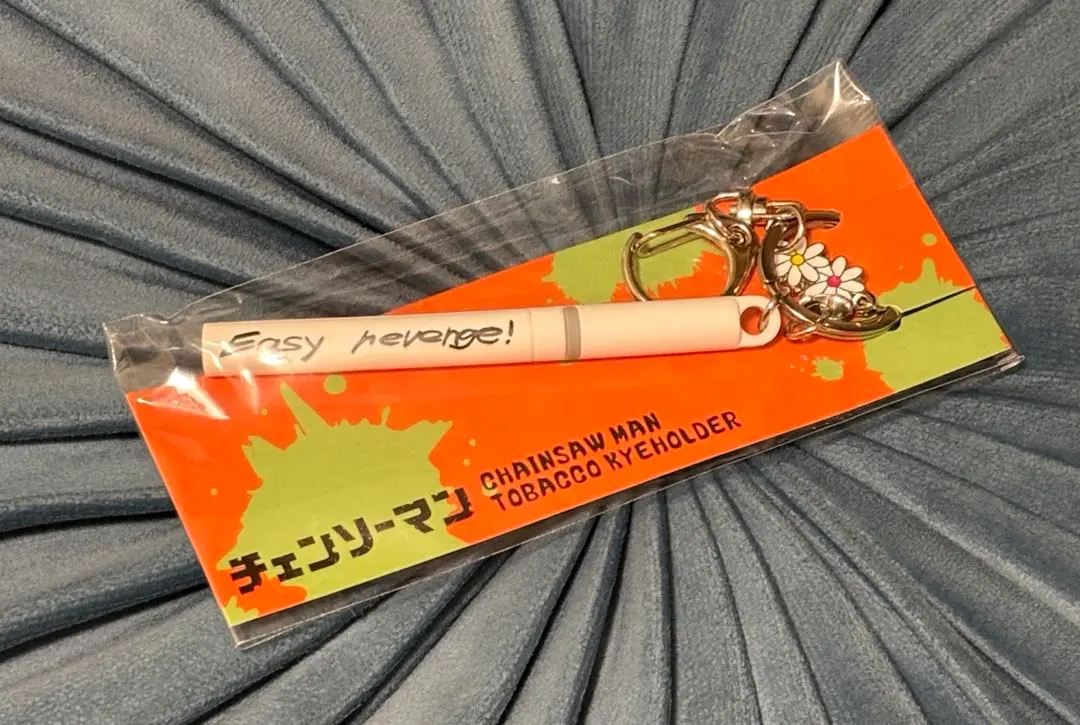 Easy revenge!
CHAINSAW MAN
TOBACCO KYEHOLDER
チェンソーマン